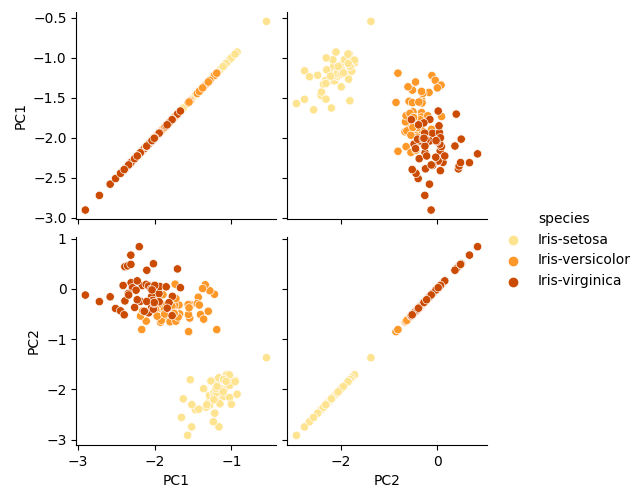 −0.5
−1.0
−1.5
−2.0
−2.5
−3.0
PC1
species
Iris-setosa
Iris-versicolor
Iris-virginica
1
0
−1
−2
−3
PC2
−3 −2 −1
−2 0
PC1 PC2